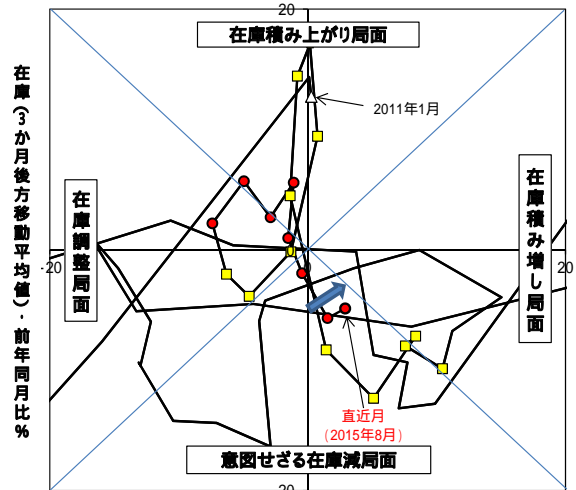 20
在庫積み上がり局面
2011年1月
在庫(3か月後方移動平均値)・前年同月比%
在庫調整局面
在庫積み増し局面
-20
0
20
直近月
(2015年8月)
意図せざる在庫減局面
-20